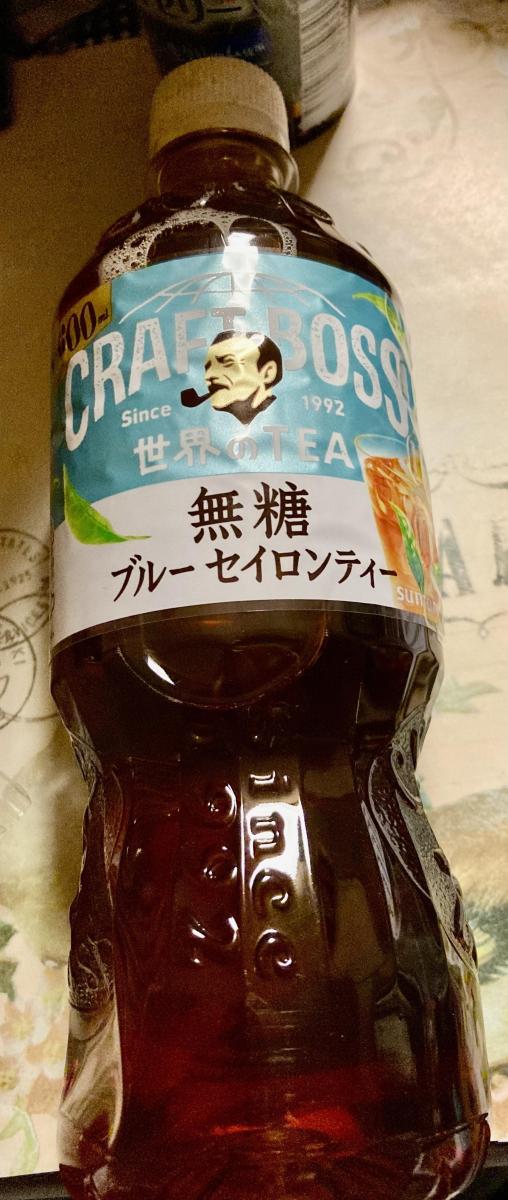 600ml
CRAFT BOSS
Since 1992
世界のTEA
無糖
ブルー セイロンティー
Since